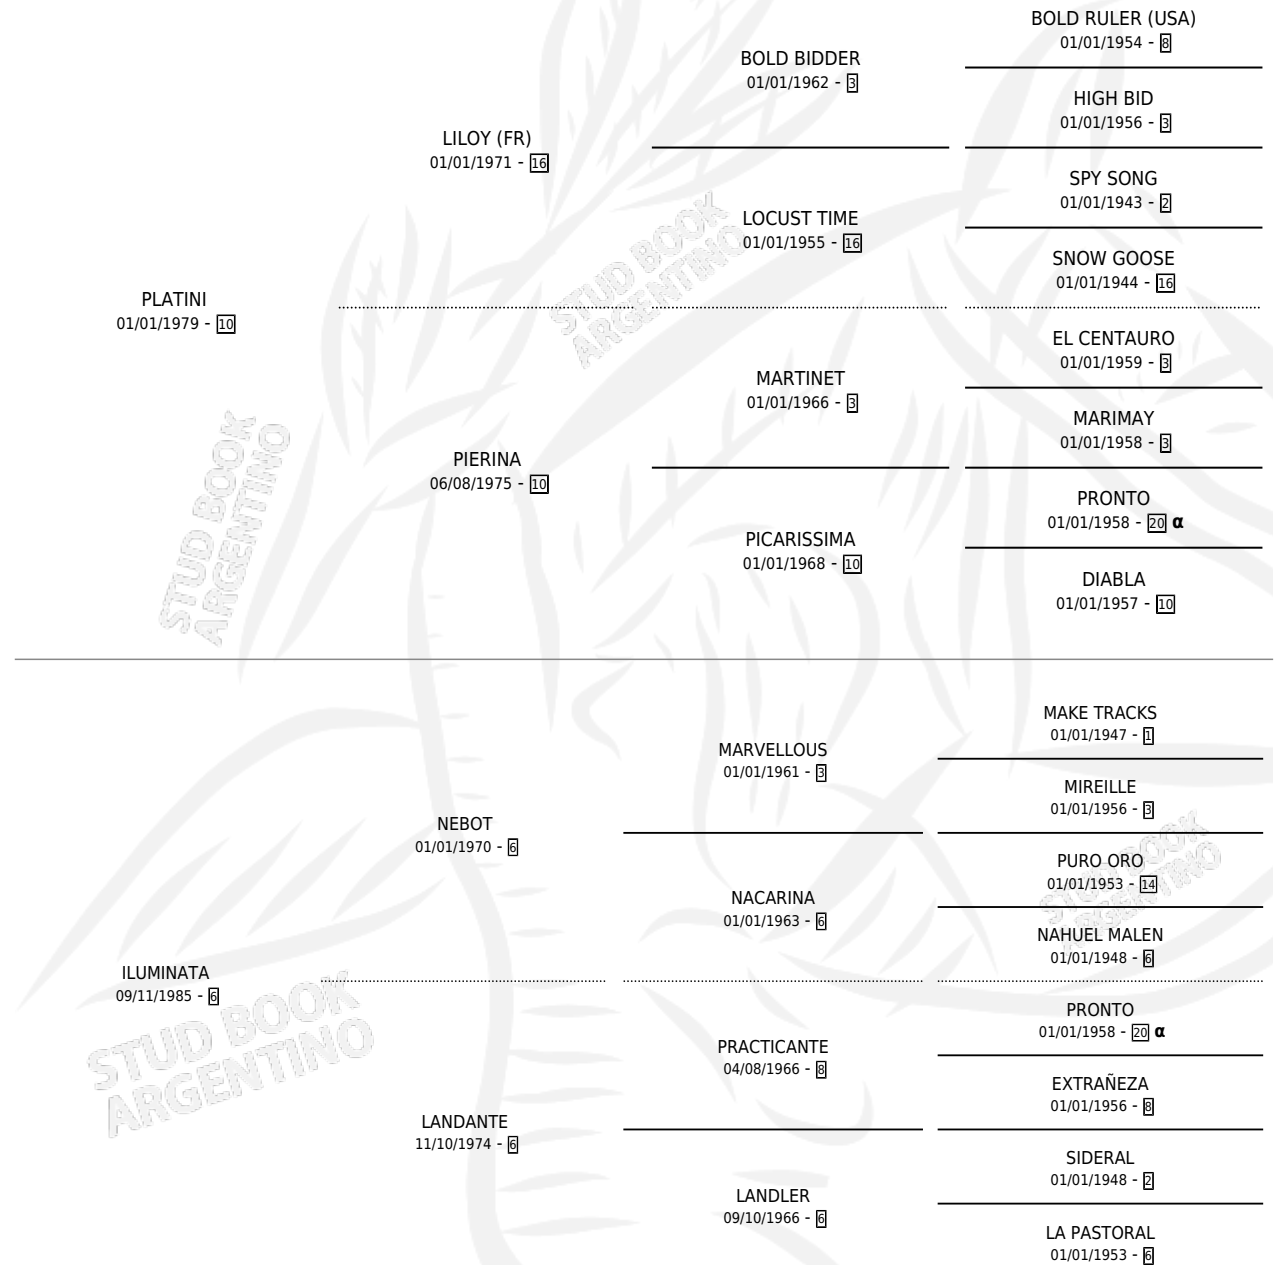 BOLD RULER (USA)
01/01/1954 - 8
BOLD BIDDER
01/01/1962 - 3
HIGH BID
01/01/1956 - 3
LILOY (FR)
01/01/1971 - 16
SPY SONG
01/01/1943 - 2
LOCUST TIME
01/01/1955 - 16
SNOW GOOSE
01/01/1944 - 16
PLATINI
01/01/1979 - 10
STUD BOOK
ARGENTINO
EL CENTAURO
01/01/1959 - 3
MARTINET
01/01/1966 - 3
MARIMAY
01/01/1958 - 3
PIERINA
06/08/1975 - 10
PRONTO
01/01/1958 - 20 α
PICARISSIMA
01/01/1968 - 10
DIABLA
01/01/1957 - 10
STUD BOOK
ARGENTINO
MAKE TRACKS
01/01/1947 - 1
MARVELLOUS
01/01/1961 - 3
MIREILLE
01/01/1956 - 3
NEBOT
01/01/1970 - 6
PURO ORO
01/01/1953 - 14
NACARINA
01/01/1963 - 6
STUD BOOK
ARGENTINO
NAHUEL MALEN
01/01/1948 - 6
ILUMINATA
09/11/1985 - 6
PRONTO
01/01/1958 - 20 α
STUD BOOK
ARGENTINO
PRACTICANTE
04/08/1966 - 8
EXTRAÑEZA
01/01/1956 - 8
LANDANTE
11/10/1974 - 6
SIDERAL
01/01/1948 - 2
LANDLER
09/10/1966 - 6
LA PASTORAL
01/01/1953 - 6